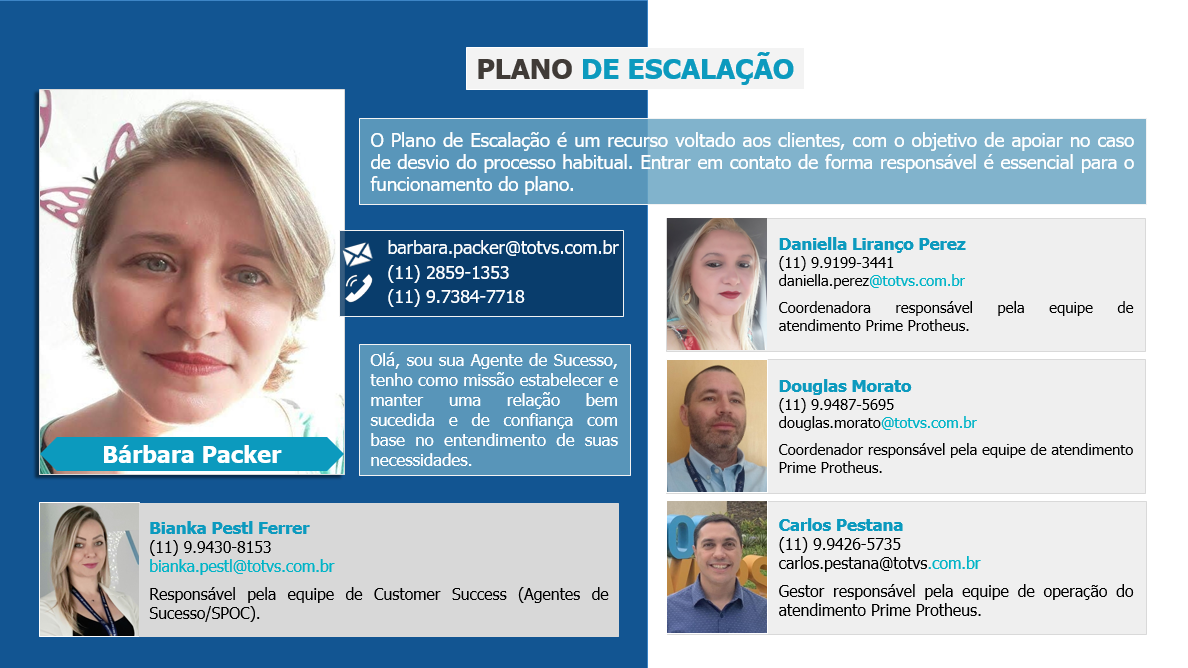 PLANO DE ESCALAÇÃO
O Plano de Escalação é um recurso voltado aos clientes, com o objetivo de apoiar no caso
de desvio do processo habitual. Entrar em contato de forma responsável é essencial para o
funcionamento do plano.
barbara.packer@totvs.com.br
(11) 2859-1353
(11) 9.7384-7718
Olá, sou sua Agente de Sucesso,
tenho como missão estabelecer e
manter uma relação bem
sucedida e de confiança com
base no entendimento de suas
necessidades.
Bárbara Packer
Bianka Pestl Ferrer
(11) 9.9430-8153
bianka.pestl@totvs.com.br
Responsável pela equipe de Customer Success (Agentes de
Sucesso/SPOC).
Daniella Liranço Perez
(11) 9.9199-3441
daniella.perez@totvs.com.br
Coordenadora responsável pela equipe de
atendimento Prime Protheus.
Douglas Morato
(11) 9.9487-5695
douglas.morato@totvs.com.br
Coordenador responsável pela equipe de atendimento
Prime Protheus.
Carlos Pestana
(11) 9.9426-5735
carlos.pestana@totvs.com.br
Gestor responsável pela equipe de operação do
atendimento Prime Protheus.